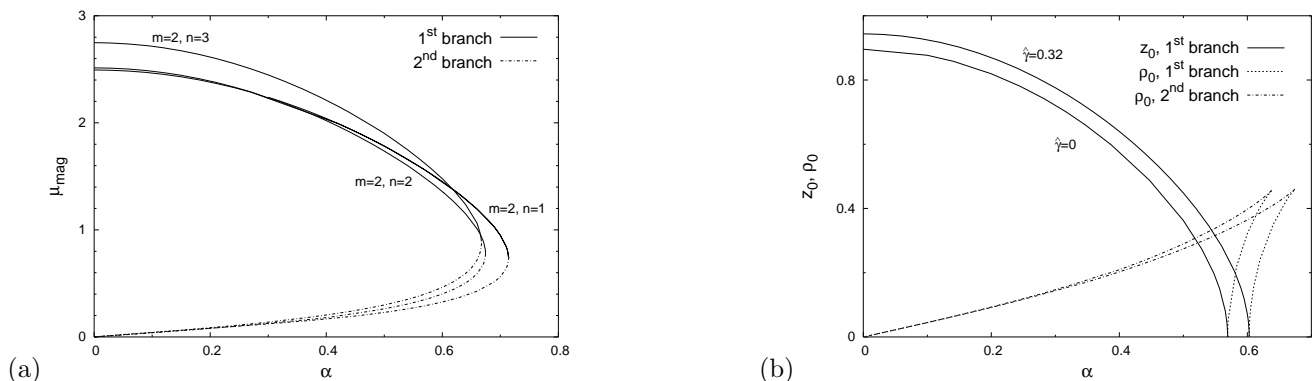 3
2
1
0
μmag
m=2, n=3
1st branch
2nd branch
m=2, n=2
m=2, n=1
0 0.2 0.4 0.6 0.8
α
(a)
0.8
0.4
0
z0, ρ0
γ̂=0.32
γ̂=0
z0, 1st branch
ρ0, 1st branch
ρ0, 2nd branch
0 0.2 0.4 0.6
α
(b)